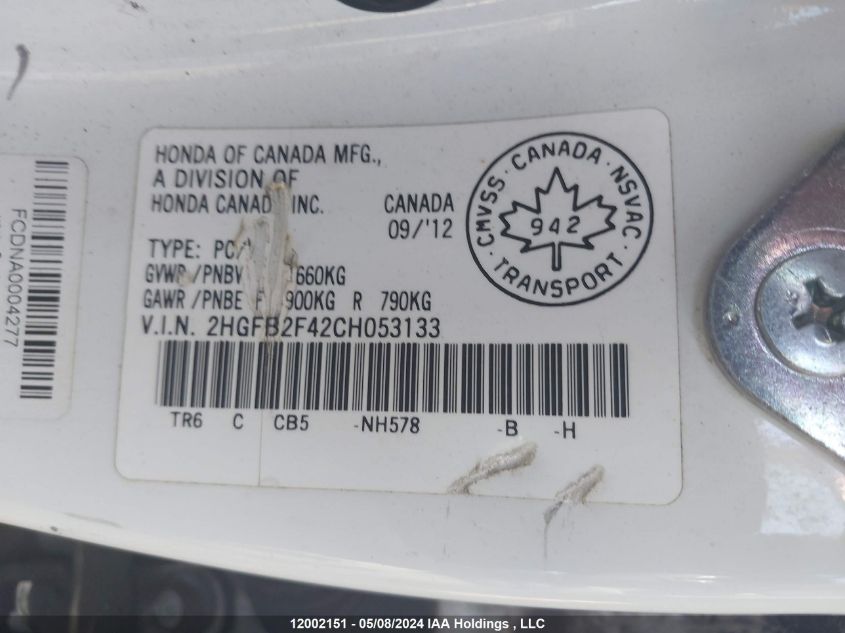 HONDA OF CANADA MFG.,
A DIVISION OF
HONDA CANADA INC.
CANADA
09/'12
TYPE: PC
GVWR/PNBV 660KG
GAWR/PNBE F 900KG R 790KG
V.I.N. 2HGFB2F42CH053133
TR6 C CB5 -NH578 -B -H
CMVSS · CANADA · NSVAC
942
· TRANSPORT ·
FCDNA0004277
12002151 - 05/08/2024 IAA Holdings , LLC